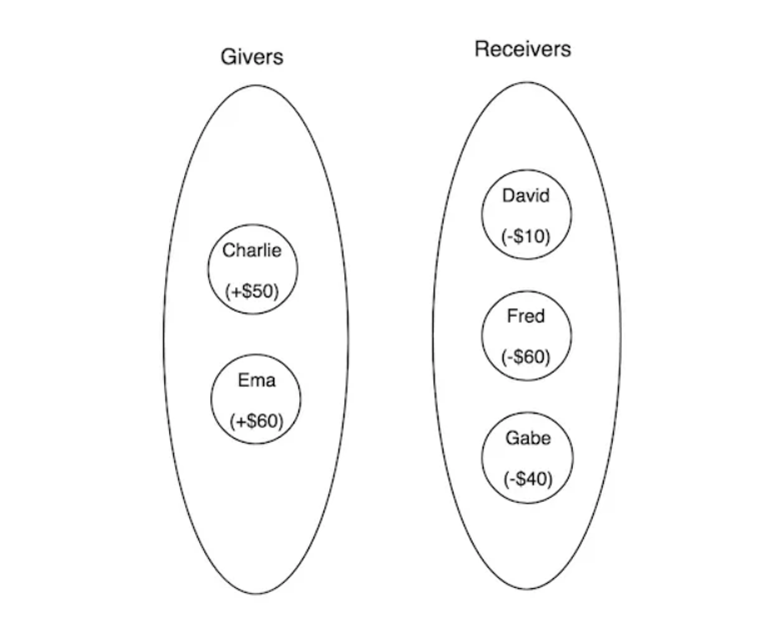 Givers
Charlie
(+$50)
Ema
(+$60)
Receivers
David
(-$10)
Fred
(-$60)
Gabe
(-$40)